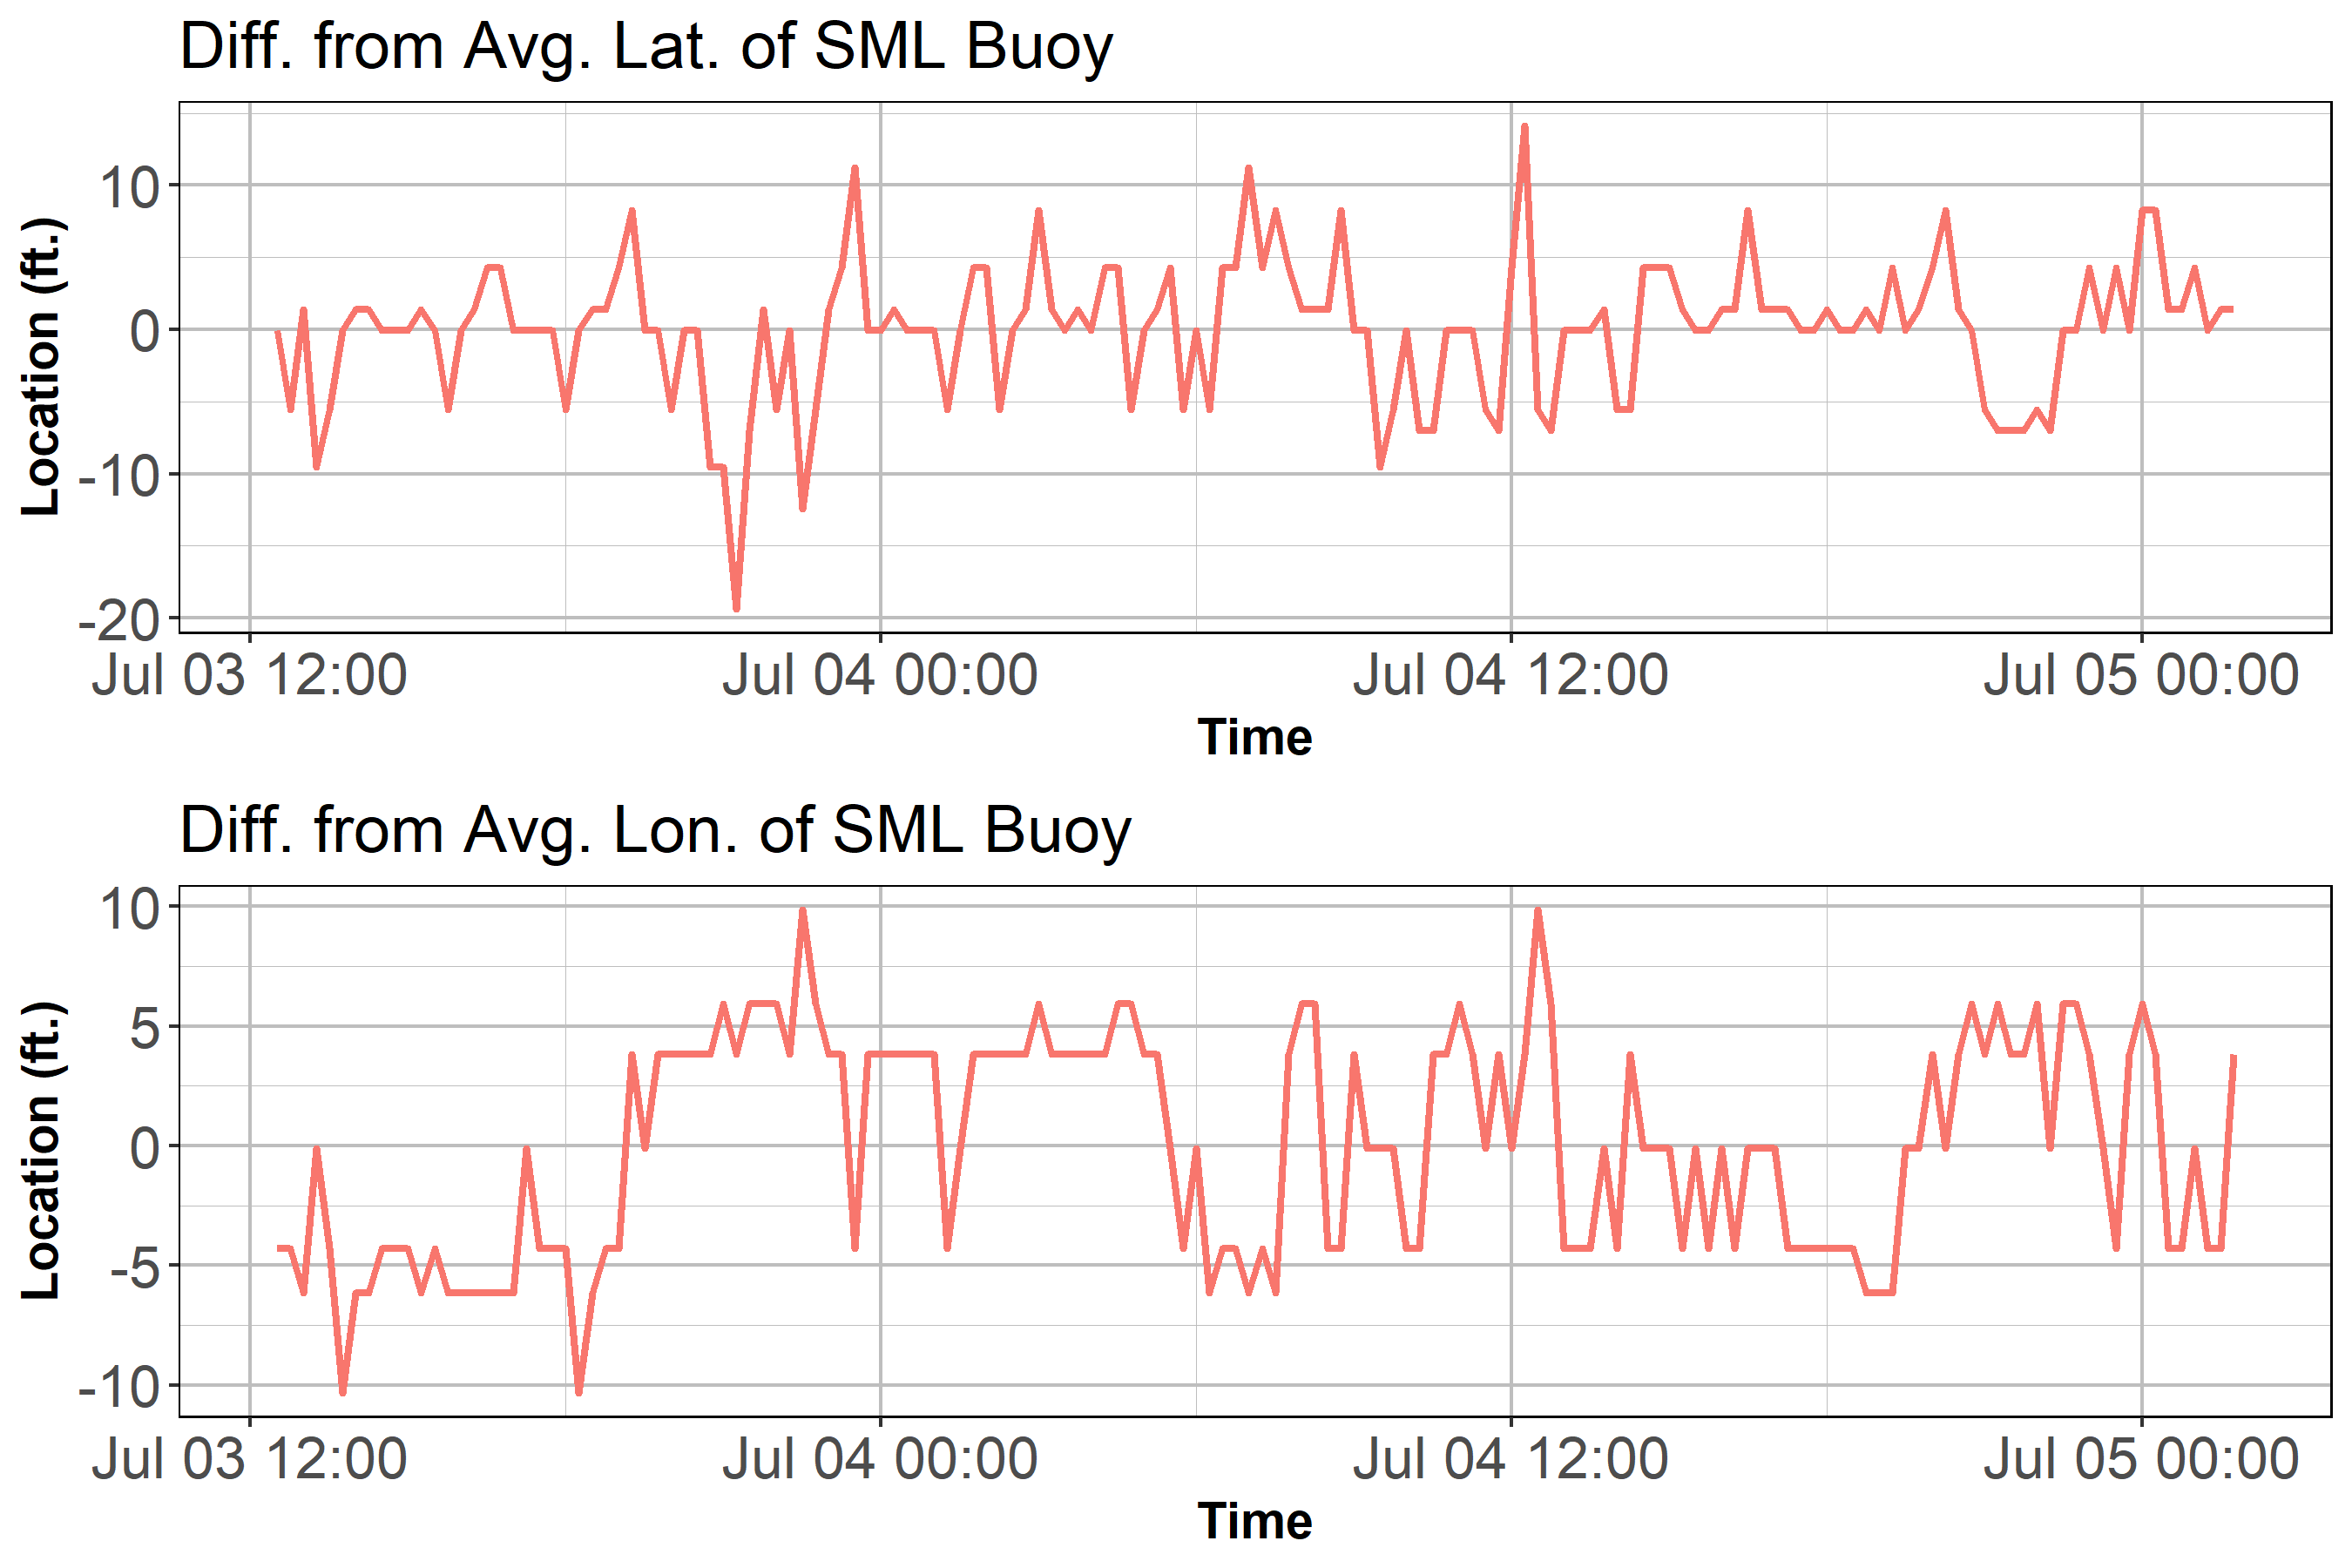 Diff. from Avg. Lat. of SML Buoy
Location (ft.)
10
0
-10
-20
Jul 03 12:00 Jul 04 00:00 Jul 04 12:00 Jul 05 00:00
Time
Diff. from Avg. Lon. of SML Buoy
Location (ft.)
10
5
0
-5
-10
Jul 03 12:00 Jul 04 00:00 Jul 04 12:00 Jul 05 00:00
Time